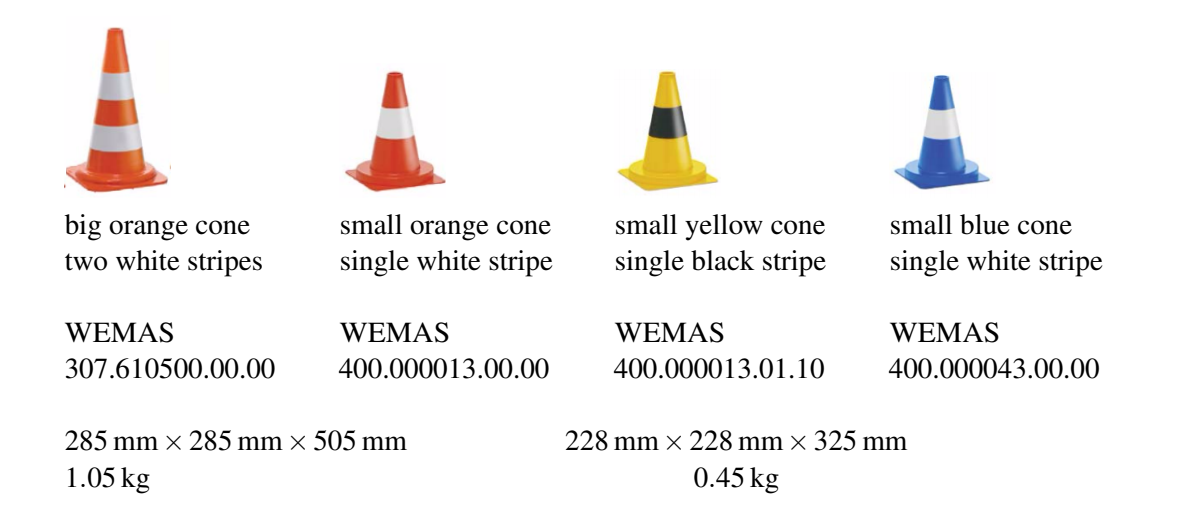 big orange cone
two white stripes
small orange cone
single white stripe
small yellow cone
single black stripe
small blue cone
single white stripe
WEMAS
307.610500.00.00
WEMAS
400.000013.00.00
WEMAS
400.000013.01.10
WEMAS
400.000043.00.00
285 mm × 285 mm × 505 mm
1.05 kg
228 mm × 228 mm × 325 mm
0.45 kg